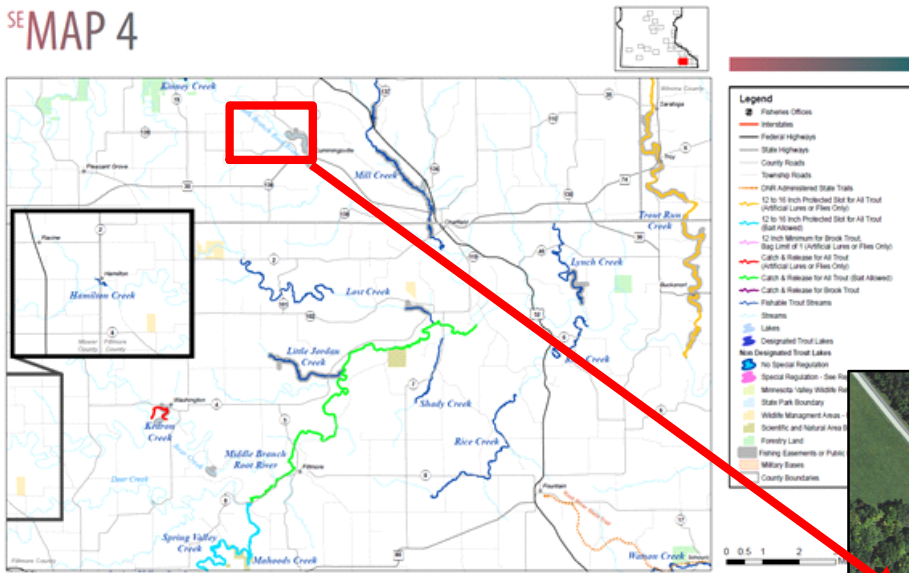 SE MAP 4
Kinney Creek
Pleasant Grove
Cummingsville
Mill Creek
Chatfield
Winona County
Saratoga
Troy
Trout Run
Creek
Bucksnort
Lynch Creek
Lost Creek
Little Jordan
Creek
Shady Creek
Rice Creek
Racine
Hamilton
Hamilton Creek
Mower
County
Fillmore
County
Washington
Kedron
Creek
Bear Creek
Deer Creek
Middle Branch
Root River
Fillmore
Fountain
Spring Valley
Creek
Mahoods Creek
Watson Creek
Fillmore County
Legend
Fisheries Offices
Interstates
Federal Highways
State Highways
County Roads
Township Roads
DNR Administered State Trails
12 to 16 Inch Protected Slot for All Trout
(Artificial Lures or Flies Only)
12 to 16 Inch Protected Slot for All Trout
(Bait Allowed)
12 Inch Minimum for Brook Trout,
Bag Limit of 1 (Artificial Lures or Flies Only)
Catch & Release for All Trout
(Artificial Lures or Flies Only)
Catch & Release for All Trout (Bait Allowed)
Catch & Release for Brook Trout
Fishable Trout Streams
Streams
Lakes
Designated Trout Lakes
Non Designated Trout Lakes
No Special Regulation
Special Regulation - See
Minnesota Valley Wildlife
State Park Boundary
Wildlife Managment Areas -
Scientific and Natural Area
Forestry Land
Fishing Easements or Public
Military Bases
County Boundaries
0 0.5 1 2